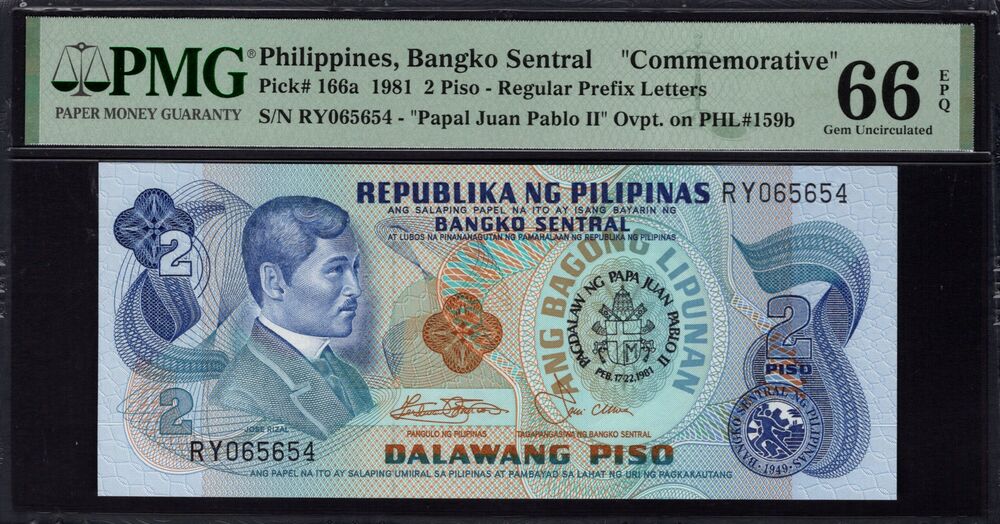 PMG®
PAPER MONEY GUARANTY
Philippines, Bangko Sentral "Commemorative"
Pick# 166a 1981 2 Piso - Regular Prefix Letters
S/N RY065654 - "Papal Juan Pablo II" Ovpt. on PHL#159b
66 EPQ
Gem Uncirculated
REPUBLIKA NG PILIPINAS
RY065654
ANG SALAPING PAPEL NA ITO AY ISANG BAYARIN NG
BANGKO SENTRAL
AT LUBOS NA PINANANAGUTAN NG PAMAHALAAN NG REPUBLIKA NG PILIPINAS
2
ANG BAGONG LIPUNAN
PAGDALAW NG PAPA JUAN PABLO II
PEB. 17-22, 1981
2
PISO
2
JOSE RIZAL
PANGULO NG PILIPINAS
TAGAPANGASIWA NG BANGKO SENTRAL
BANGKO SENTRAL NG PILIPINAS
·1949·
RY065654
DALAWANG PISO
ANG PAPEL NA ITO AY SALAPING UMIIRAL SA PILIPINAS AT PAMBAYAD SA LAHAT NG URI NG PAGKAKAUTANG